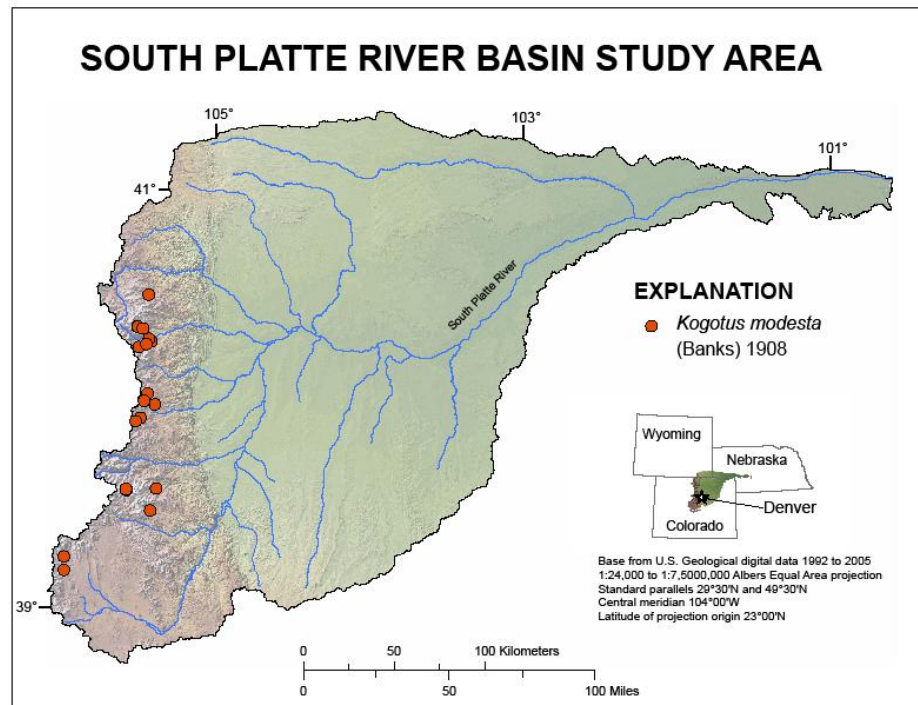 SOUTH PLATTE RIVER BASIN STUDY AREA
105°
103°
101°
41°
South Platte River
EXPLANATION
Kogotus modesta
(Banks) 1908
Wyoming
Nebraska
Denver
Colorado
Base from U.S. Geological digital data 1992 to 2005
1:24,000 to 1:7,5000,000 Albers Equal Area projection
Standard parallels 29°30'N and 49°30'N
Central meridian 104°00'W
Latitude of projection origin 23°00'N
39°
0 50 100 Kilometers
0 50 100 Miles